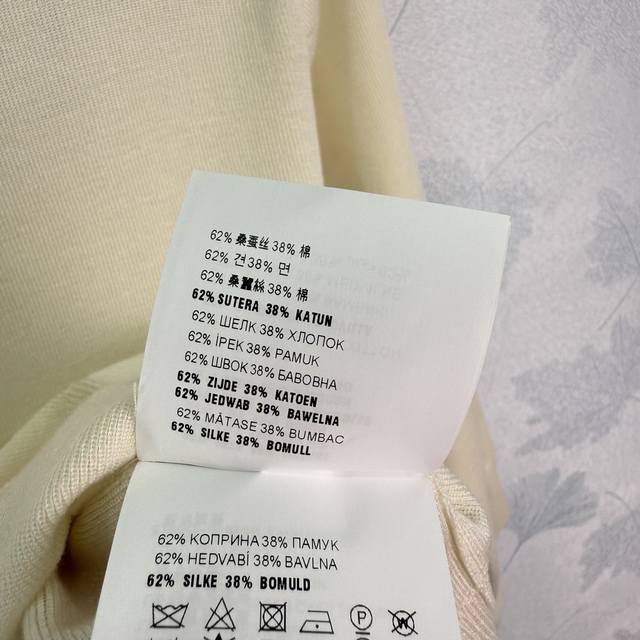 62% 桑蚕丝 38% 棉
62% 견 38% 면
62% 桑蠶絲 38% 棉
62% SUTERA 38% KATUN
62% ШЕЛК 38% ХЛОПОК
62% İPEK 38% PAMUK
62% ШВОК 38% БАВОВНА
62% ZIJDE 38% KATOEN
62% JEDWAB 38% BAWELNA
62% MĂTASE 38% BUMBAC
62% SILKE 38% BOMULL
62% КОПРИНА 38% ПАМУК
62% HEDVABÍ 38% BAVLNA
62% SILKE 38% BOMULD